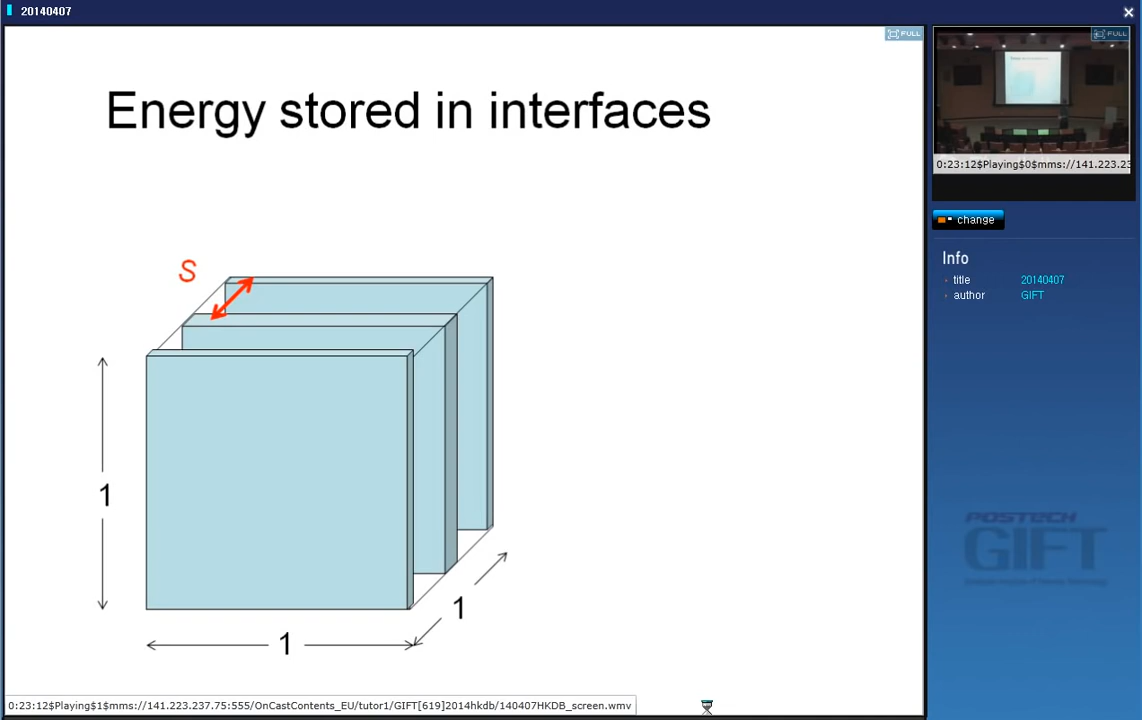 20140407
FULL
FULL
Energy stored in interfaces
0:23:12$Playing$0$mms://141.223.23
change
Info
title 20140407
author GIFT
S
1
1
1
POSTECH
GIFT
0:23:12$Playing$1$mms://141.223.237.75:555/OnCastContents_EU/tutor1/GIFT[619]2014hkdb/140407HKDB_screen.wmv